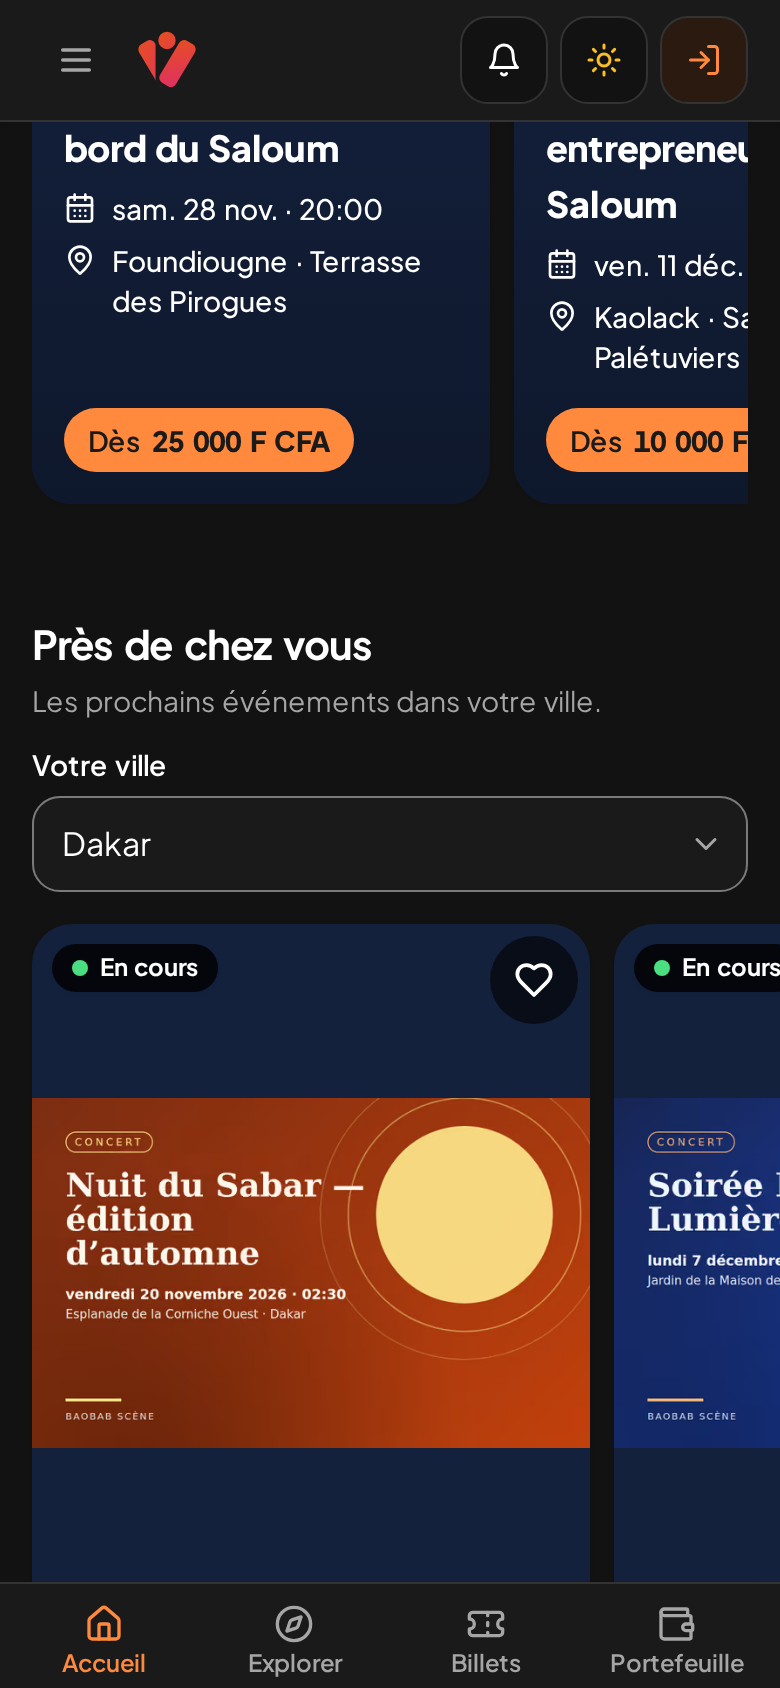 bord du Saloum
sam. 28 nov. · 20:00
Foundiougne · Terrasse
des Pirogues
Dès 25 000 F CFA
entrepreneu
Saloum
ven. 11 déc.
Kaolack · Sa
Palétuviers
Dès 10 000 F
Près de chez vous
Les prochains événements dans votre ville.
Votre ville
Dakar
En cours
CONCERT
Nuit du Sabar —
édition
d’automne
vendredi 20 novembre 2026 · 02:30
Esplanade de la Corniche Ouest · Dakar
BAOBAB SCÈNE
En cours
CONCERT
Soirée
Lumièr
lundi 7 décembre
Jardin de la Maison de
BAOBAB SCÈNE
Accueil
Explorer
Billets
Portefeuille